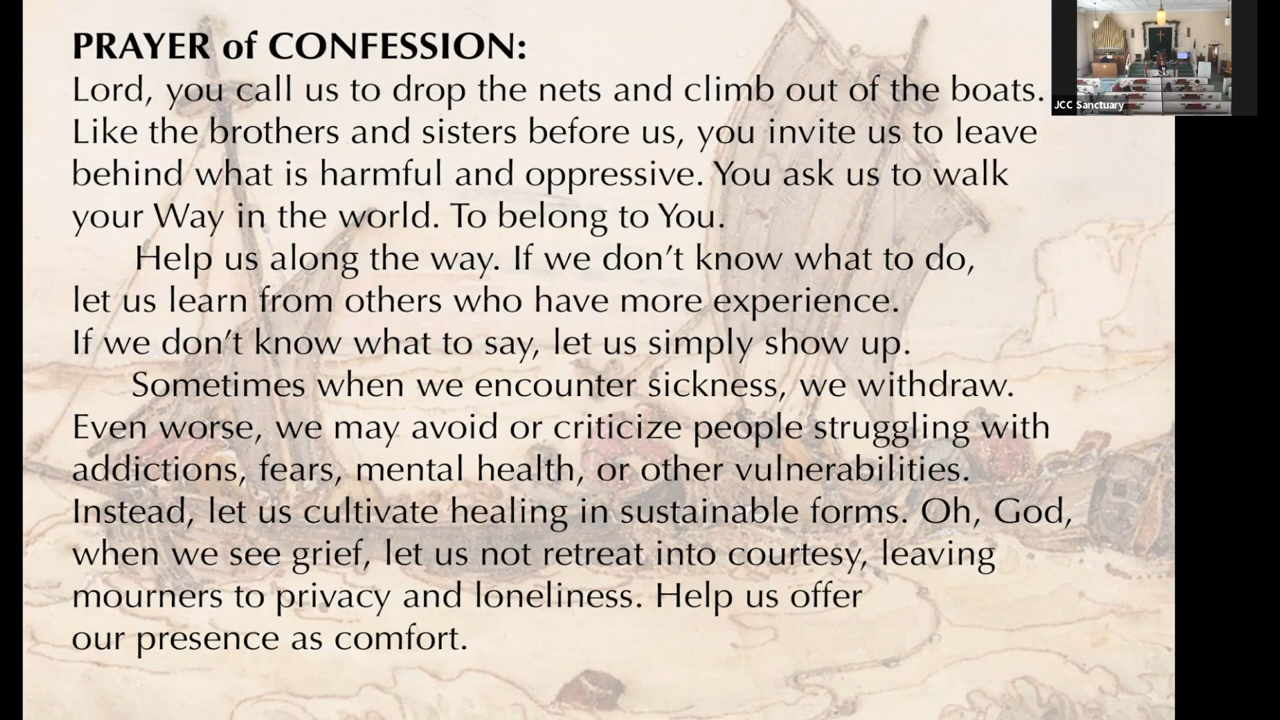 PRAYER of CONFESSION:
Lord, you call us to drop the nets and climb out of the boats.
Like the brothers and sisters before us, you invite us to leave
behind what is harmful and oppressive. You ask us to walk
your Way in the world. To belong to You.
Help us along the way. If we don’t know what to do,
let us learn from others who have more experience.
If we don’t know what to say, let us simply show up.
Sometimes when we encounter sickness, we withdraw.
Even worse, we may avoid or criticize people struggling with
addictions, fears, mental health, or other vulnerabilities.
Instead, let us cultivate healing in sustainable forms. Oh, God,
when we see grief, let us not retreat into courtesy, leaving
mourners to privacy and loneliness. Help us offer
our presence as comfort.
JCC Sanctuary